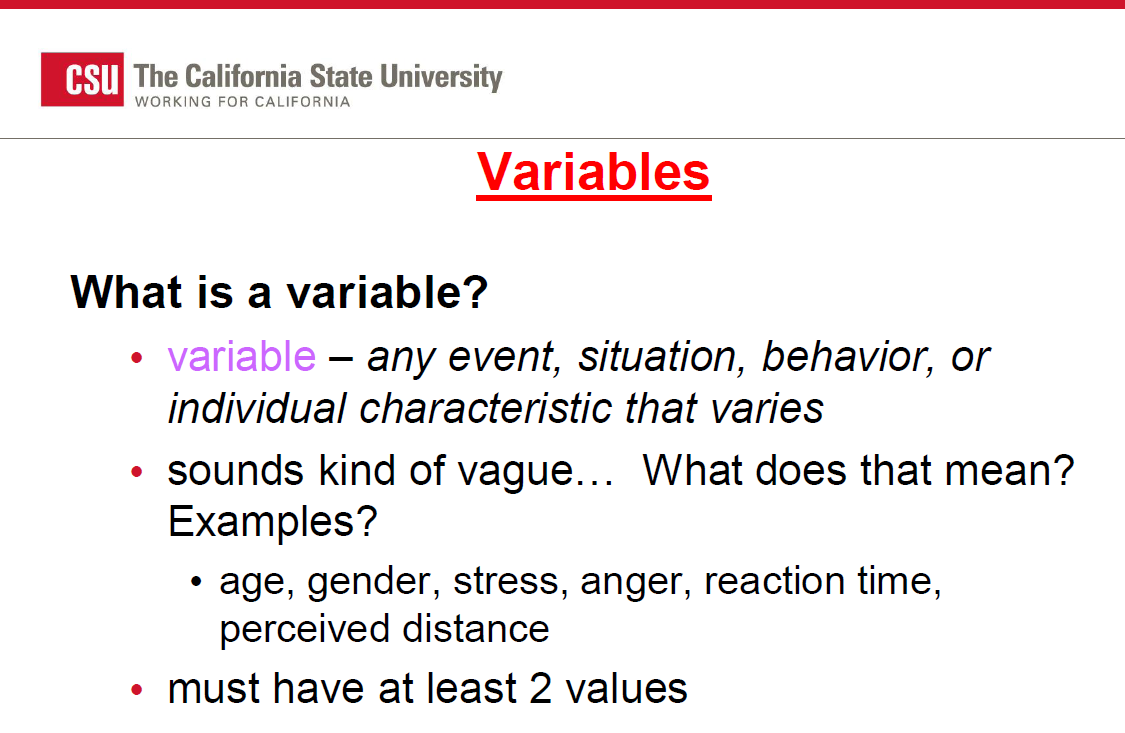 CSU The California State University
WORKING FOR CALIFORNIA
Variables
What is a variable?
• variable – any event, situation, behavior, or
individual characteristic that varies
• sounds kind of vague… What does that mean?
Examples?
• age, gender, stress, anger, reaction time,
perceived distance
• must have at least 2 values